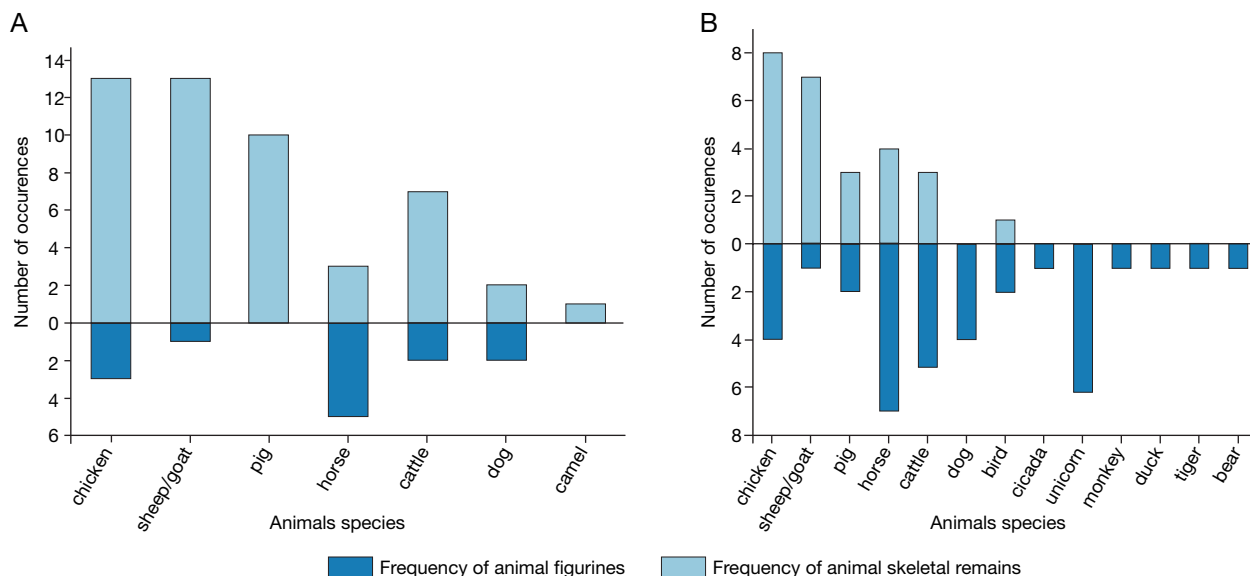 A
14
12
10
8
6
4
2
0
2
4
6
Number of occurences
chicken
sheep/goat
pig
horse
cattle
dog
camel
Animals species
B
8
6
4
2
0
2
4
6
8
Number of occurences
chicken
sheep/goat
pig
horse
cattle
dog
bird
cicada
unicorn
monkey
duck
tiger
bear
Animals species
Frequency of animal figurines
Frequency of animal skeletal remains